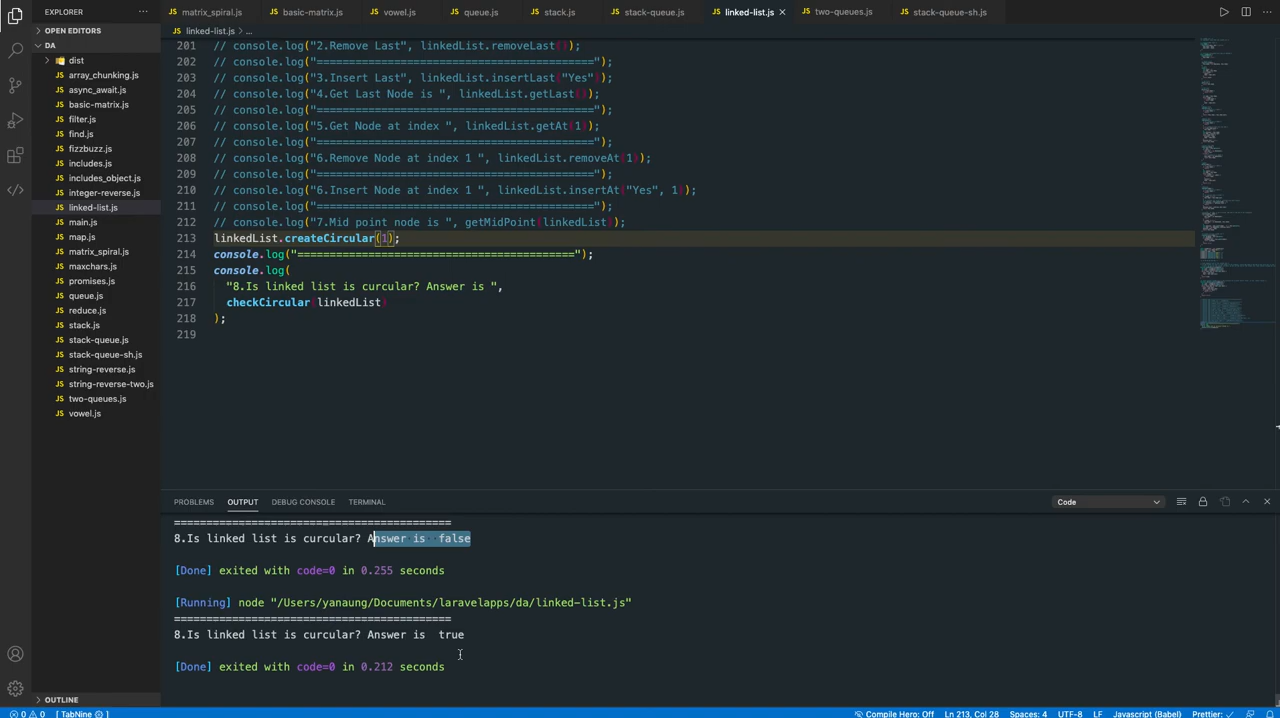 EXPLORER
...
matrix_spiral.js
basic-matrix.js
vowel.js
queue.js
stack.js
stack-queue.js
linked-list.js
two-queues.js
stack-queue-sh.js
OPEN EDITORS
DA
dist
array_chunking.js
async_await.js
basic-matrix.js
filter.js
find.js
fizzbuzz.js
includes.js
includes_object.js
integer-reverse.js
linked-list.js
main.js
map.js
matrix_spiral.js
maxchars.js
promises.js
queue.js
reduce.js
stack.js
stack-queue.js
stack-queue-sh.js
string-reverse.js
string-reverse-two.js
two-queues.js
vowel.js
OUTLINE
linked-list.js > ...
201 // console.log("2.Remove Last", linkedList.removeLast());
202 // console.log("===========================================");
203 // console.log("3.Insert Last", linkedList.insertLast("Yes"));
204 // console.log("4.Get Last Node is ", linkedList.getLast());
205 // console.log("===========================================");
206 // console.log("5.Get Node at index ", linkedList.getAt(1));
207 // console.log("===========================================");
208 // console.log("6.Remove Node at index 1 ", linkedList.removeAt(1));
209 // console.log("===========================================");
210 // console.log("6.Insert Node at index 1 ", linkedList.insertAt("Yes", 1));
211 // console.log("===========================================");
212 // console.log("7.Mid point node is ", getMidPoint(linkedList));
213 linkedList.createCircular(1);
214 console.log("===========================================");
215 console.log(
216 "8.Is linked list is curcular? Answer is ",
217 checkCircular(linkedList)
218 );
219
PROBLEMS
OUTPUT
DEBUG CONSOLE
TERMINAL
Code
===========================================
8.Is linked list is curcular? Answer is  false
[Done] exited with code=0 in 0.255 seconds
[Running] node "/Users/yanaung/Documents/laravelapps/da/linked-list.js"
===========================================
8.Is linked list is curcular? Answer is  true
[Done] exited with code=0 in 0.212 seconds
0 0
TabNine
Compile Hero: Off
Ln 213, Col 28
Spaces: 4
UTF-8
LF
Javascript (Babel)
Prettier: